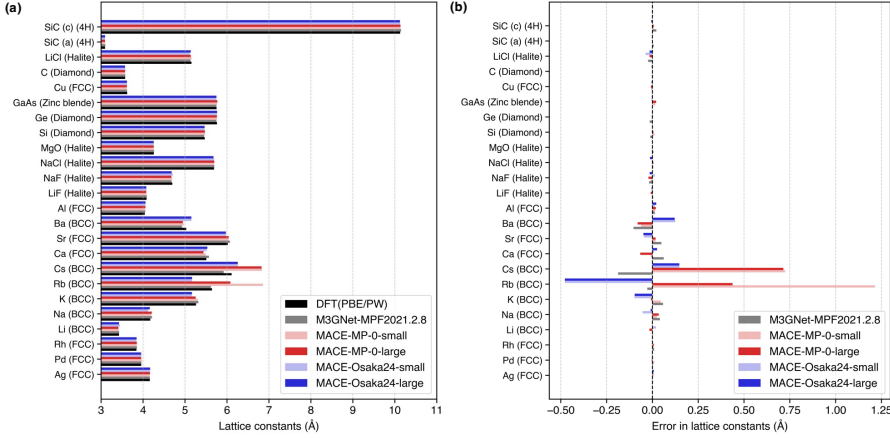 (a)
SiC (c) (4H)
SiC (a) (4H)
LiCl (Halite)
C (Diamond)
Cu (FCC)
GaAs (Zinc blende)
Ge (Diamond)
Si (Diamond)
MgO (Halite)
NaCl (Halite)
NaF (Halite)
LiF (Halite)
Al (FCC)
Ba (BCC)
Sr (FCC)
Ca (FCC)
Cs (BCC)
Rb (BCC)
K (BCC)
Na (BCC)
Li (BCC)
Rh (FCC)
Pd (FCC)
Ag (FCC)
DFT(PBE/PW)
M3GNet-MPF2021.2.8
MACE-MP-0-small
MACE-MP-0-large
MACE-Osaka24-small
MACE-Osaka24-large
3 4 5 6 7 8 9 10 11
Lattice constants (Å)
(b)
SiC (c) (4H)
SiC (a) (4H)
LiCl (Halite)
C (Diamond)
Cu (FCC)
GaAs (Zinc blende)
Ge (Diamond)
Si (Diamond)
MgO (Halite)
NaCl (Halite)
NaF (Halite)
LiF (Halite)
Al (FCC)
Ba (BCC)
Sr (FCC)
Ca (FCC)
Cs (BCC)
Rb (BCC)
K (BCC)
Na (BCC)
Li (BCC)
Rh (FCC)
Pd (FCC)
Ag (FCC)
M3GNet-MPF2021.2.8
MACE-MP-0-small
MACE-MP-0-large
MACE-Osaka24-small
MACE-Osaka24-large
−0.50 −0.25 0.00 0.25 0.50 0.75 1.00 1.25
Error in lattice constants (Å)